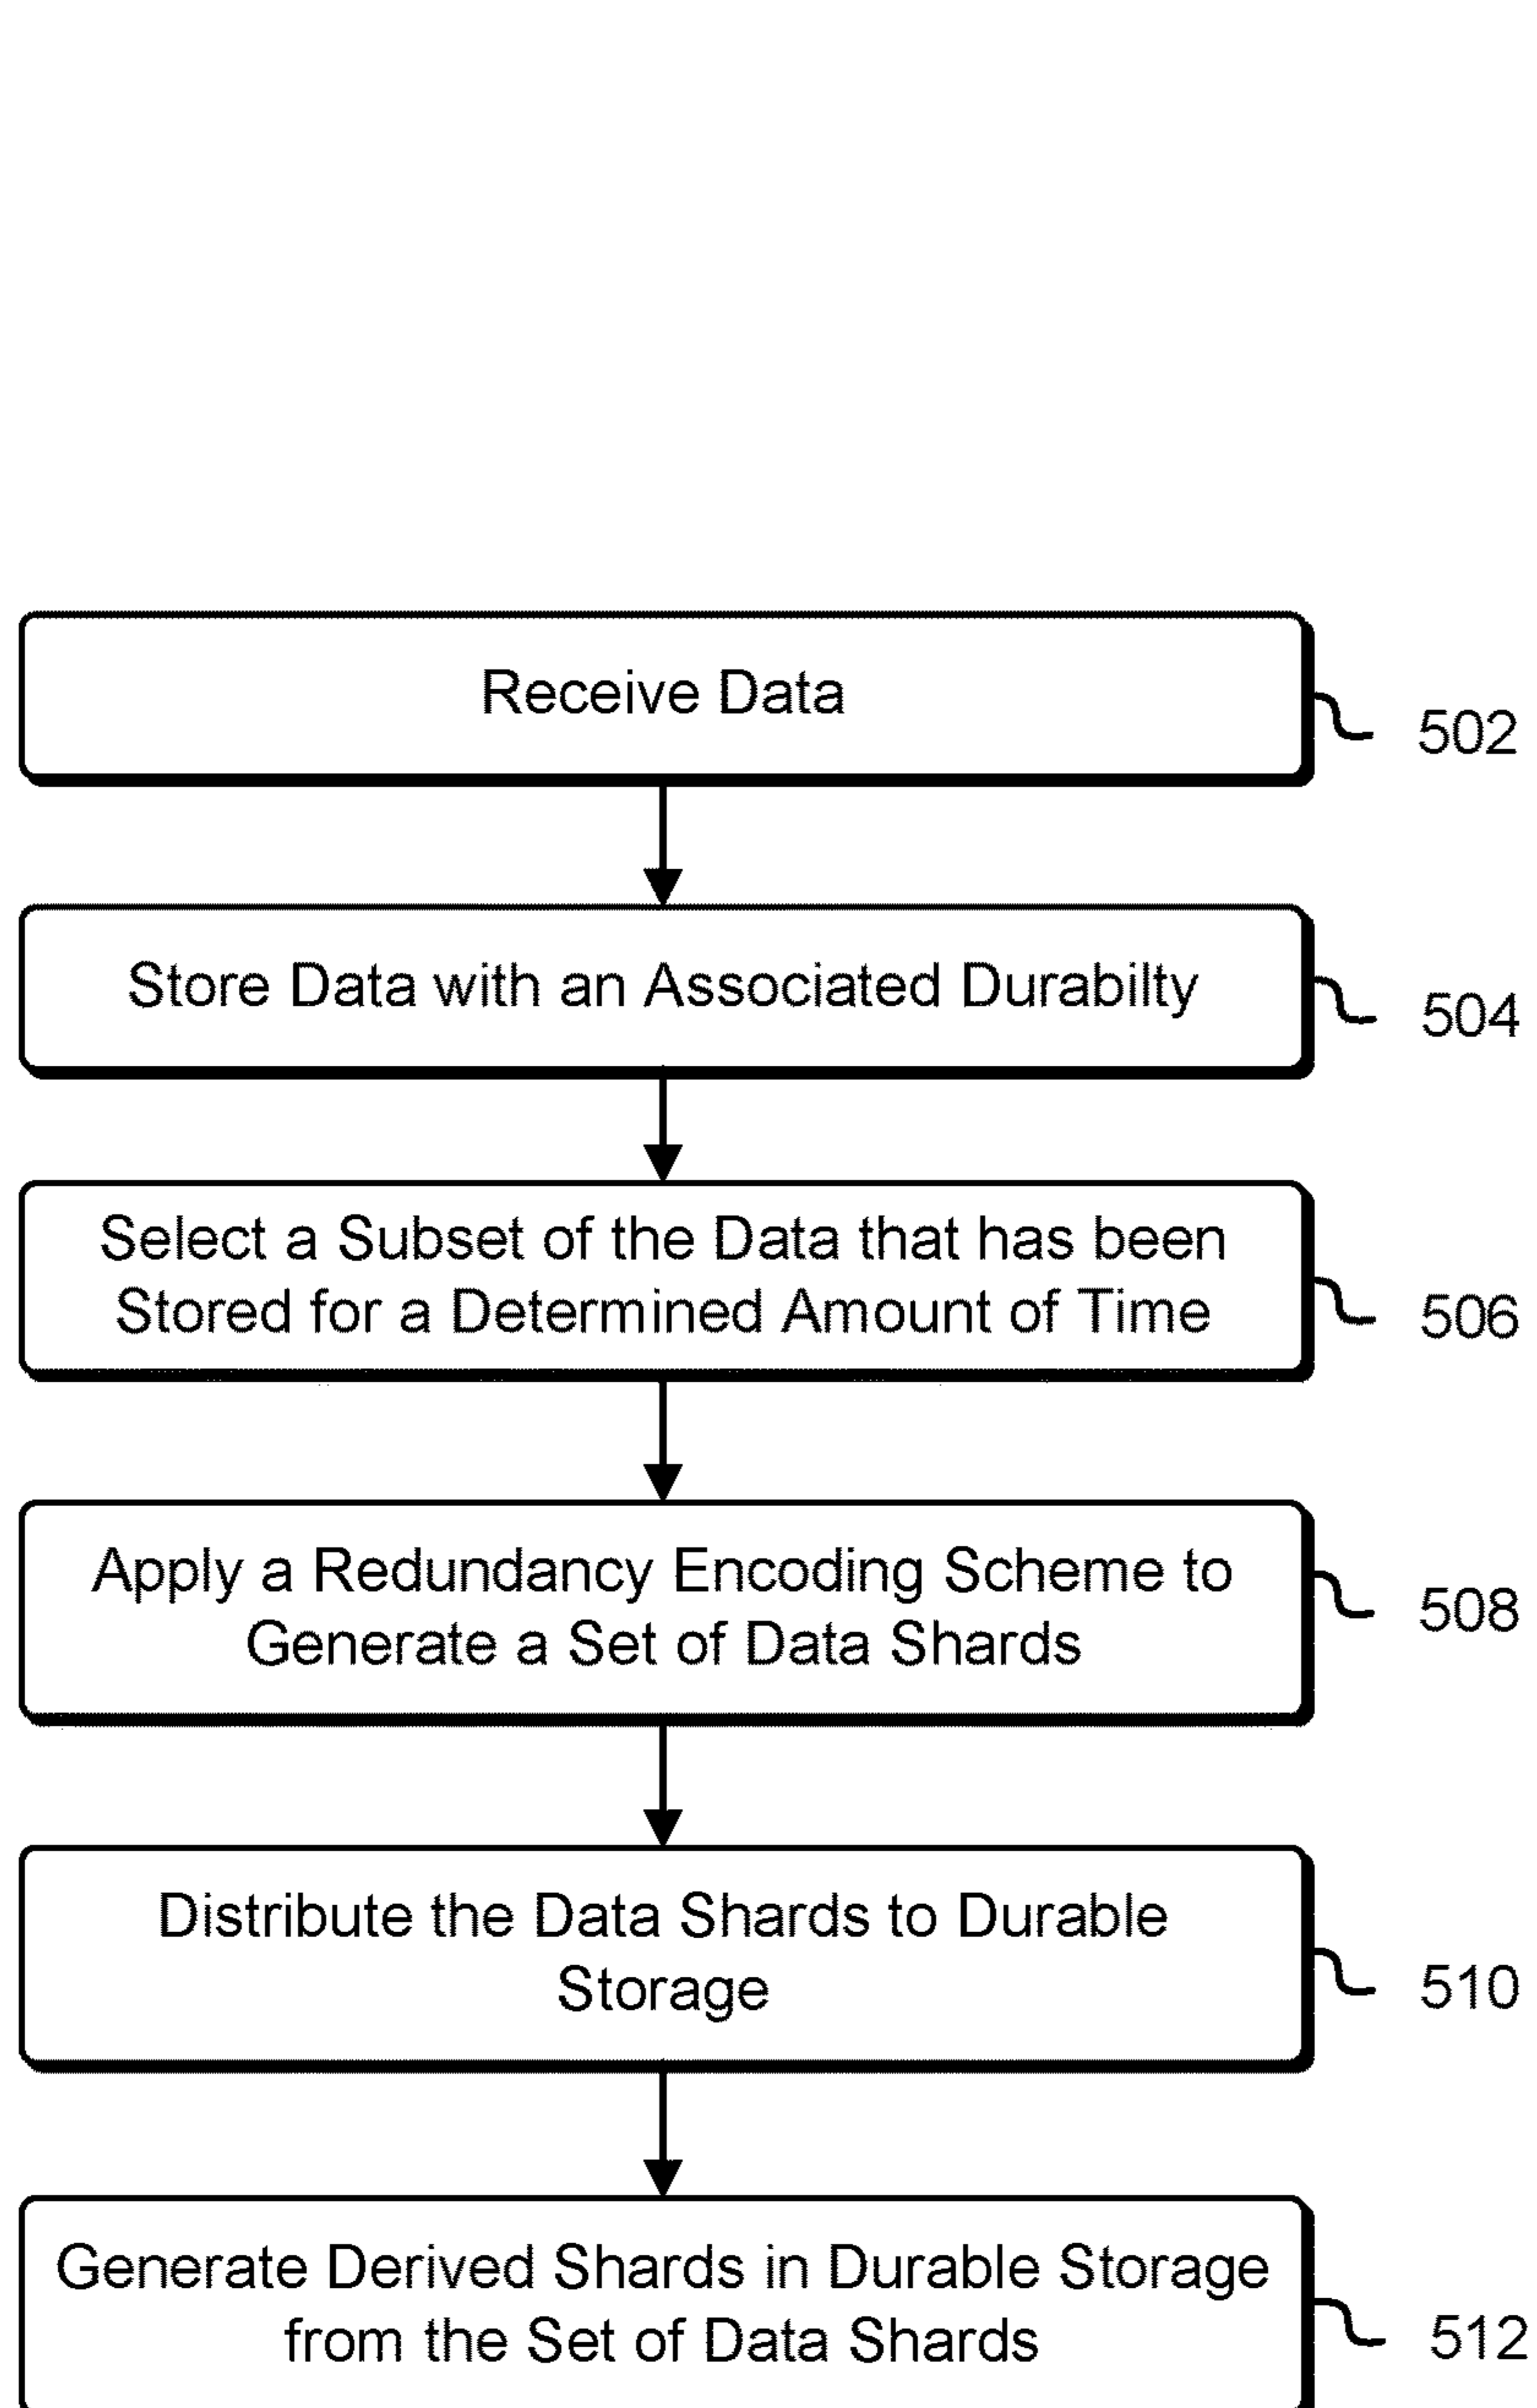 Receive Data
502
Store Data with an Associated Durabilty
504
Select a Subset of the Data that has been
Stored for a Determined Amount of Time
506
Apply a Redundancy Encoding Scheme to
Generate a Set of Data Shards
508
Distribute the Data Shards to Durable
Storage
510
Generate Derived Shards in Durable Storage
from the Set of Data Shards
512